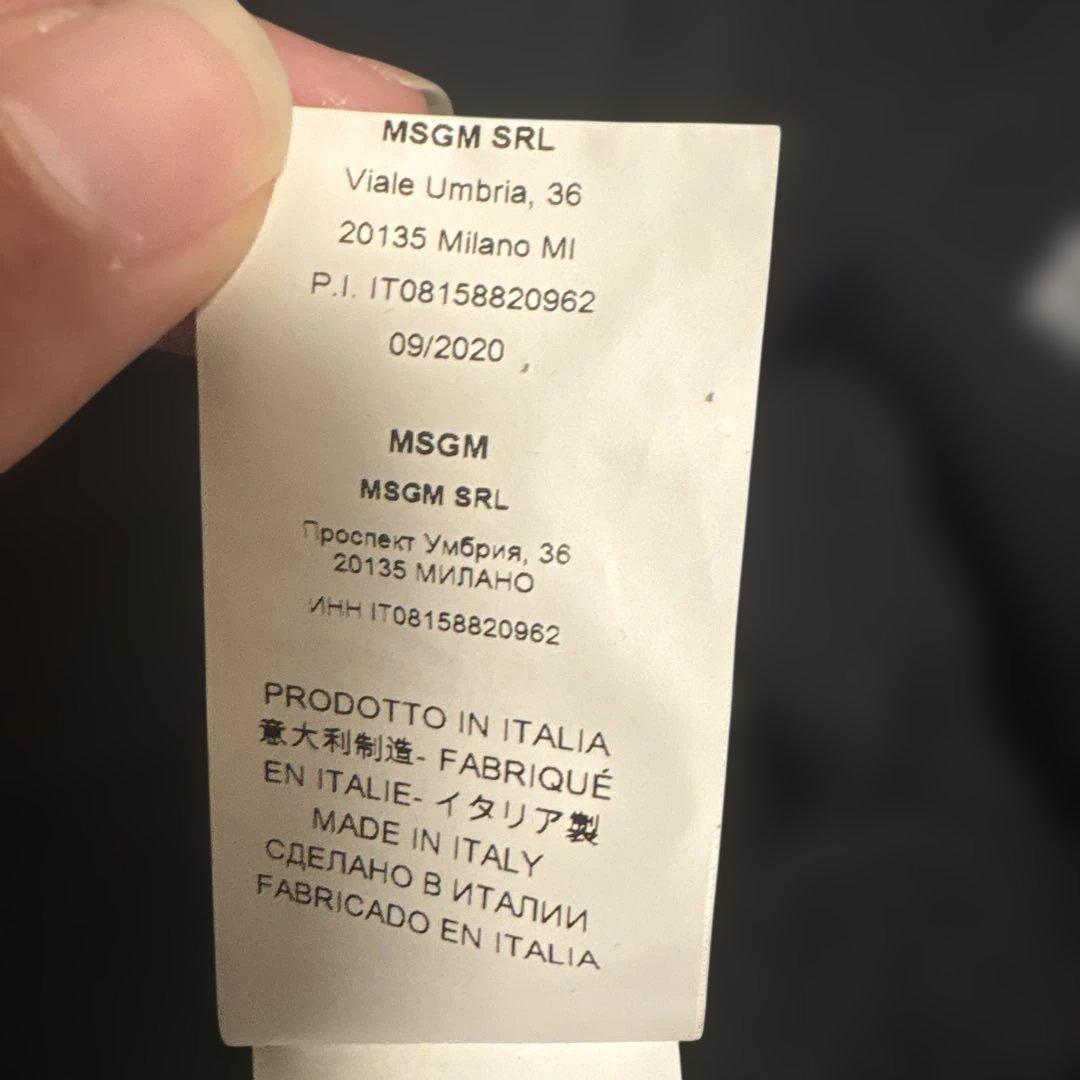 MSGM SRL
Viale Umbria, 36
20135 Milano MI
P.I. IT08158820962
09/2020
MSGM
MSGM SRL
Проспект Умбрия, 36
20135 МИЛАНО
ИНН IT08158820962
PRODOTTO IN ITALIA
意大利制造- FABRIQUÉ
EN ITALIE- イタリア製
MADE IN ITALY
СДЕЛАНО В ИТАЛИИ
FABRICADO EN ITALIA